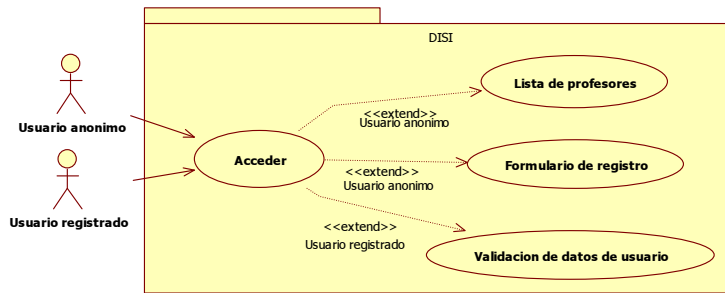 DISI
Lista de profesores
<<extend>>
Usuario anonimo
Usuario anonimo
Acceder
<<extend>>
Usuario anonimo
Formulario de registro
Usuario registrado
<<extend>>
Usuario registrado
Validacion de datos de usuario